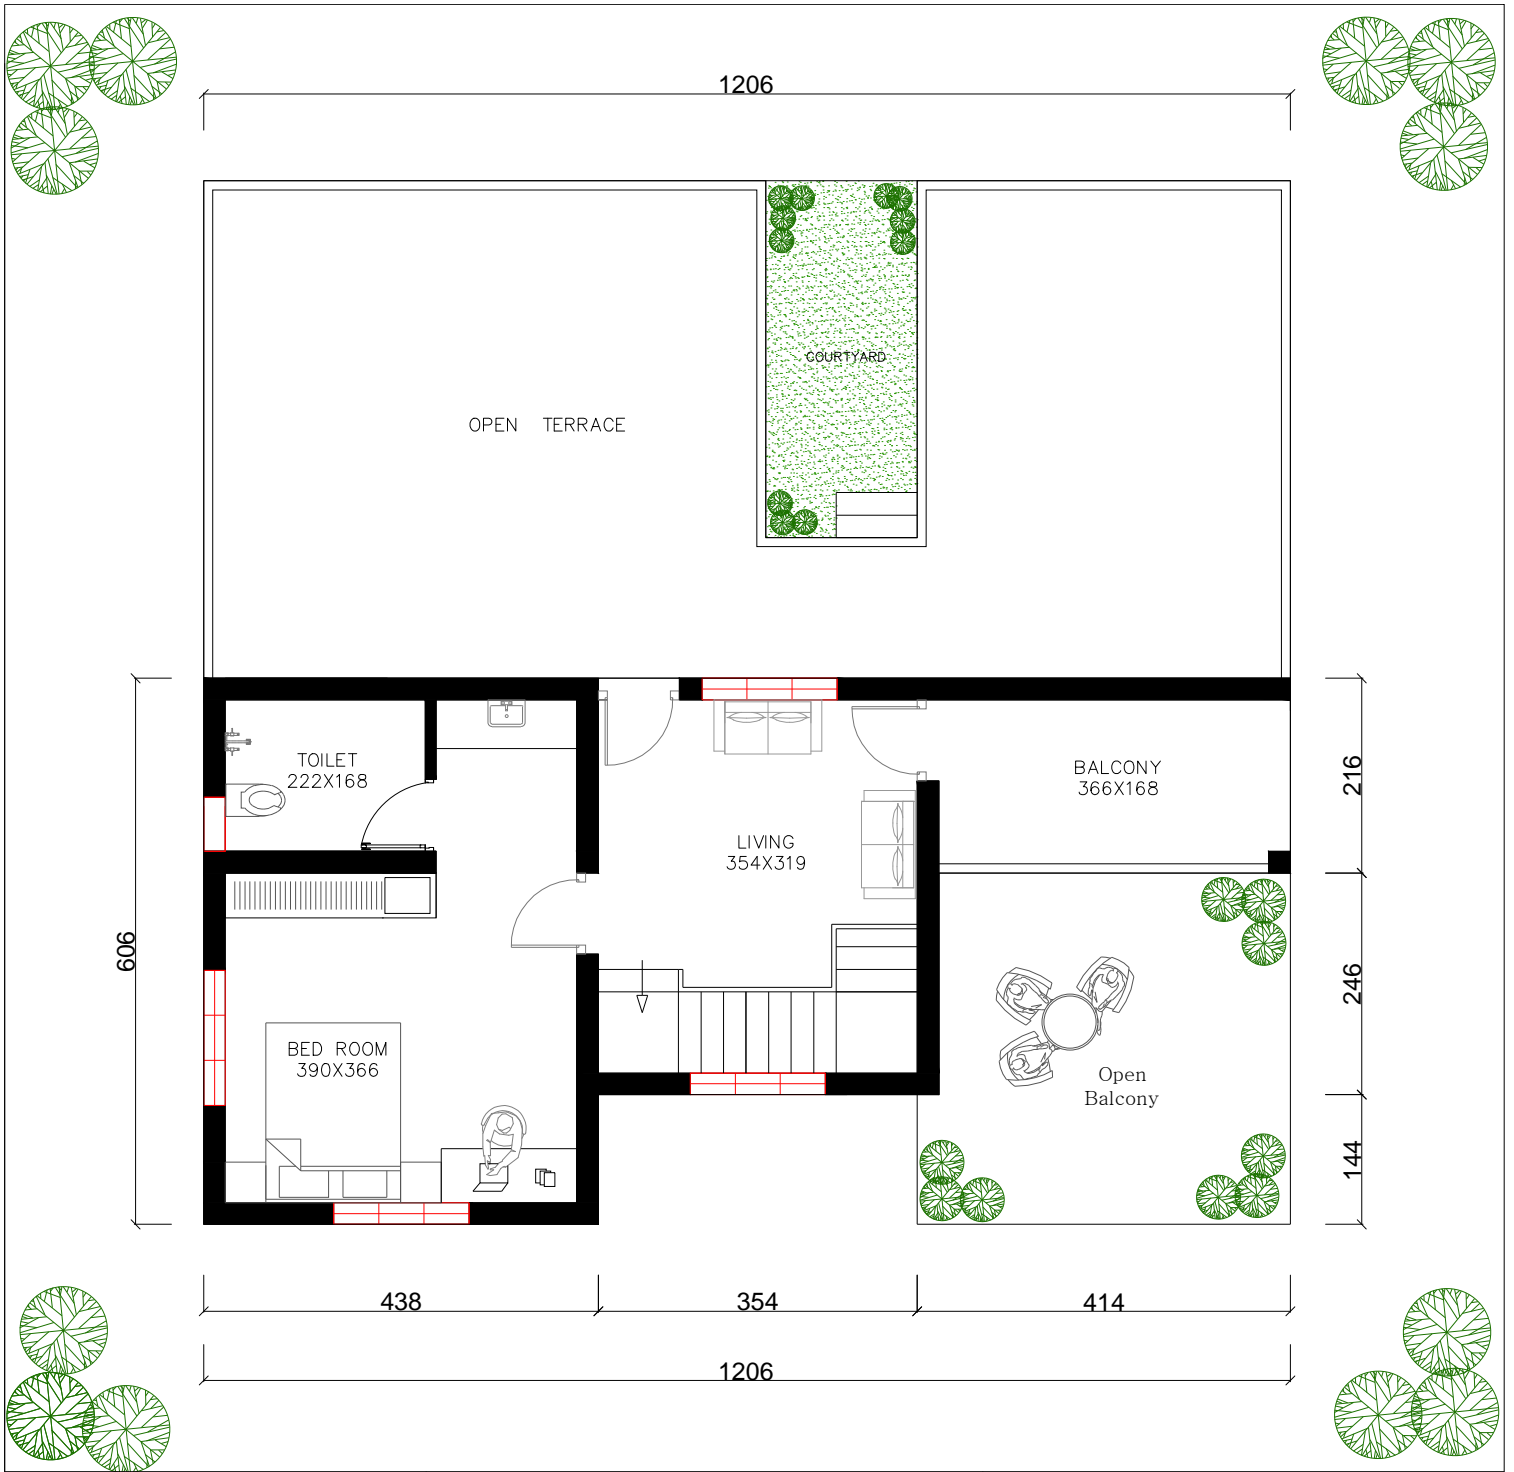 1206
COURTYARD
OPEN TERRACE
TOILET
222X168
BALCONY
366X168
216
LIVING
354X319
606
246
BED ROOM
390X366
Open
Balcony
144
438
354
414
1206